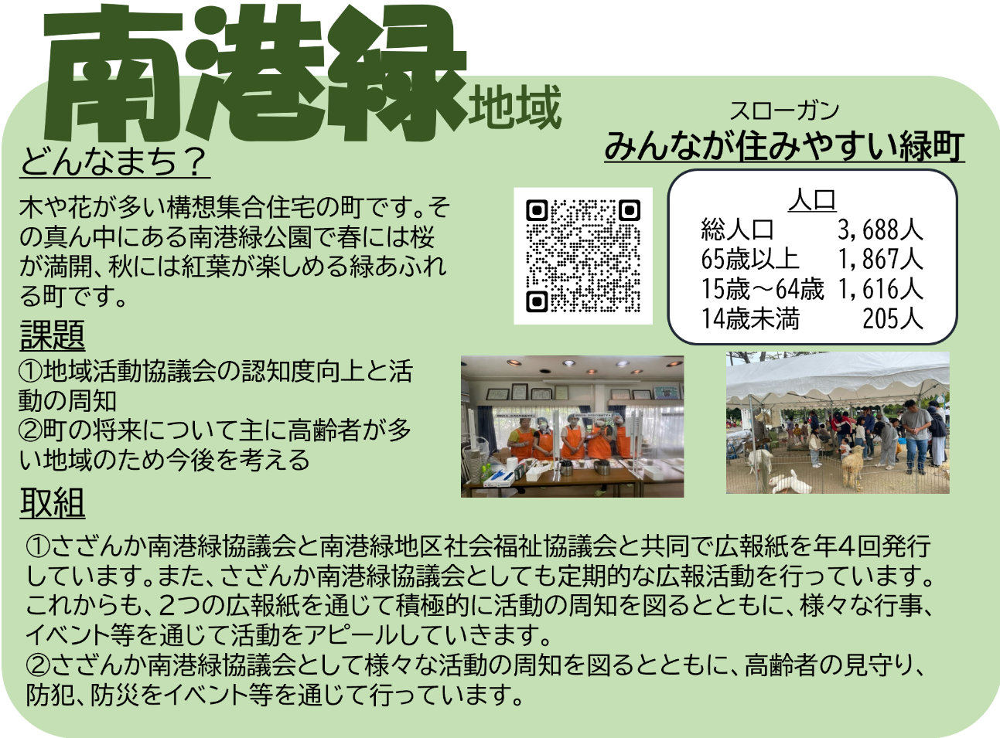 南港緑地域
スローガン
みんなが住みやすい緑町
どんなまち？
木や花が多い構想集合住宅の町です。そ
の真ん中にある南港緑公園で春には桜
が満開、秋には紅葉が楽しめる緑あふれ
る町です。
人口
総人口 3,688人
65歳以上 1,867人
15歳～64歳 1,616人
14歳未満 205人
課題
①地域活動協議会の認知度向上と活
動の周知
②町の将来について主に高齢者が多
い地域のため今後を考える
取組
①さざんか南港緑協議会と南港緑地区社会福祉協議会と共同で広報紙を年４回発行
しています。また、さざんか南港緑協議会としても定期的な広報活動を行っています。
これからも、２つの広報紙を通じて積極的に活動の周知を図るとともに、様々な行事、
イベント等を通じて活動をアピールしていきます。
②さざんか南港緑協議会として様々な活動の周知を図るとともに、高齢者の見守り、
防犯、防災をイベント等を通じて行っています。